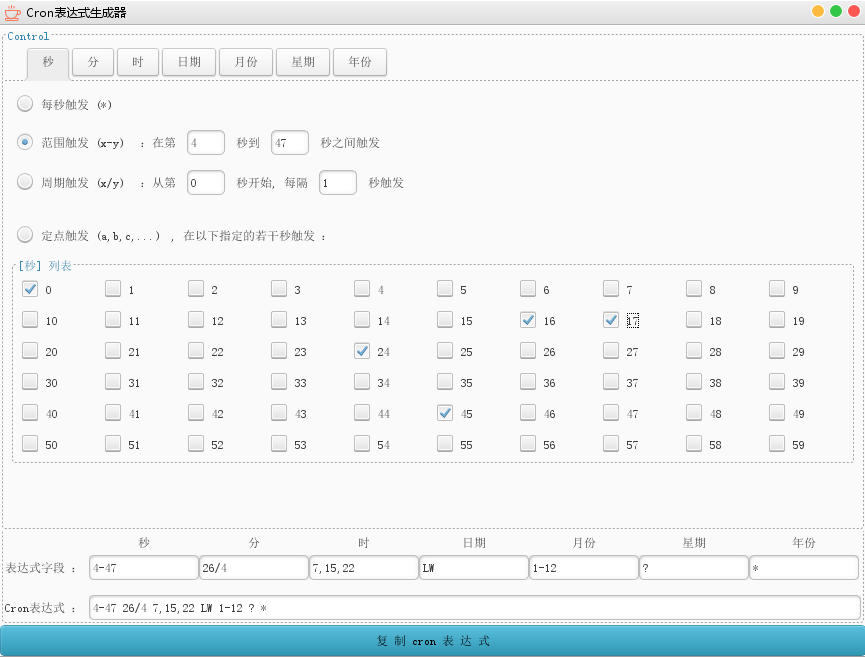 Cron表达式生成器
Control
秒 分 时 日期 月份 星期 年份
每秒触发 (*)
范围触发 (x-y) : 在第 4 秒到 47 秒之间触发
周期触发 (x/y) : 从第 0 秒开始, 每隔 1 秒触发
定点触发 (a,b,c,...) , 在以下指定的若干秒触发 :
[秒] 列表
0 1 2 3 4 5 6 7 8 9
10 11 12 13 14 15 16 17 18 19
20 21 22 23 24 25 26 27 28 29
30 31 32 33 34 35 36 37 38 39
40 41 42 43 44 45 46 47 48 49
50 51 52 53 54 55 56 57 58 59
秒 分 时 日期 月份 星期 年份
表达式字段 : 4-47 26/4 7,15,22 LW 1-12 ? *
Cron表达式 : 4-47 26/4 7,15,22 LW 1-12 ? *
复 制 cron 表 达 式